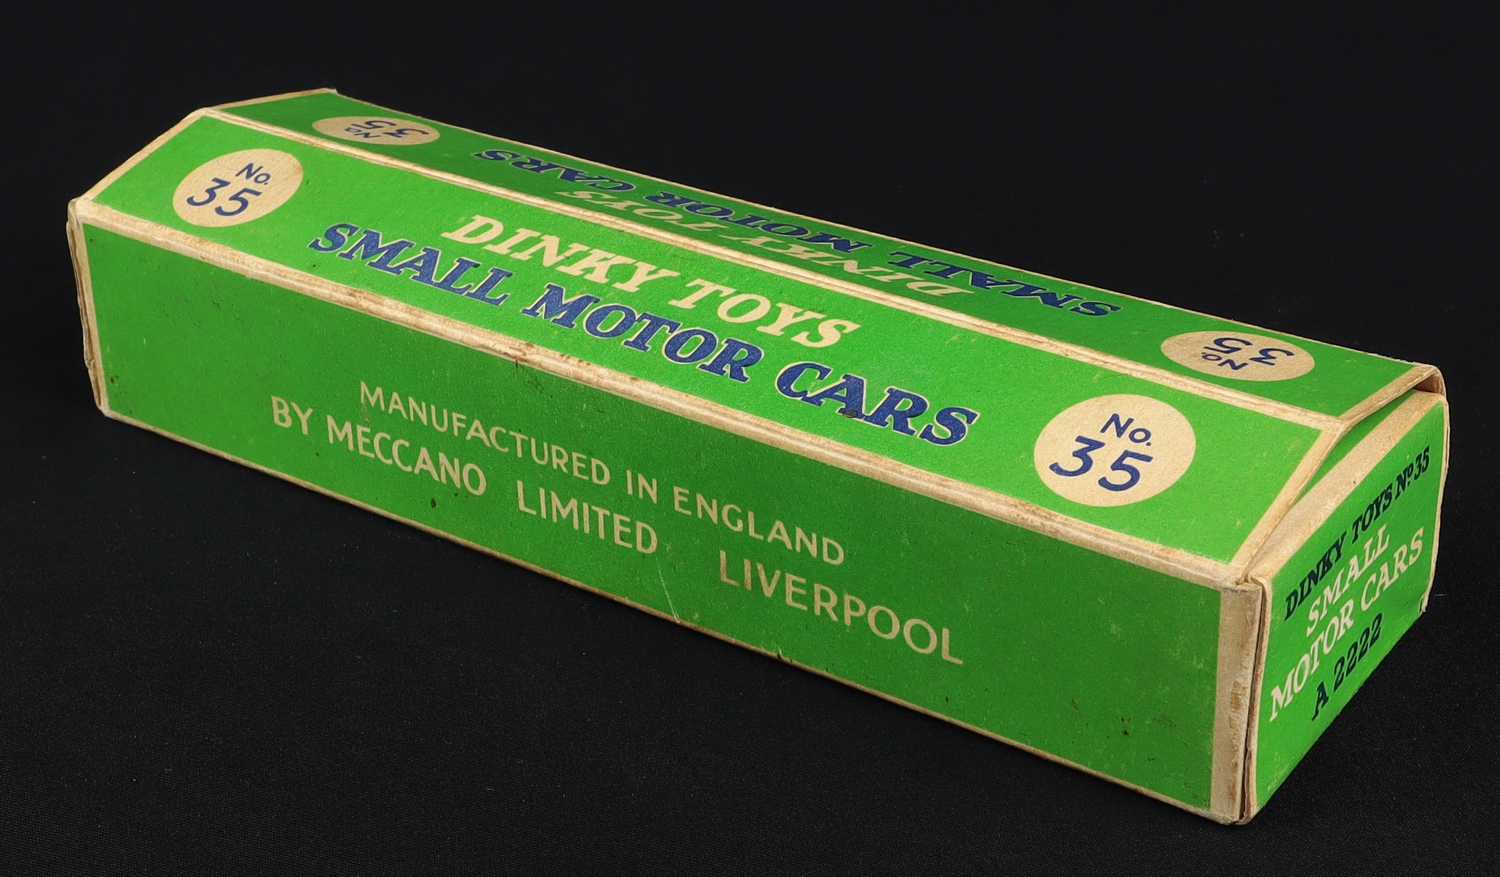 No.
35
DINKY TOYS
SMALL MOTOR CARS
No.
35
No.
35
DINKY TOYS
SMALL MOTOR CARS
No.
35
MANUFACTURED IN ENGLAND
BY MECCANO LIMITED LIVERPOOL
DINKY TOYS No 35
SMALL
MOTOR CARS
A 2222